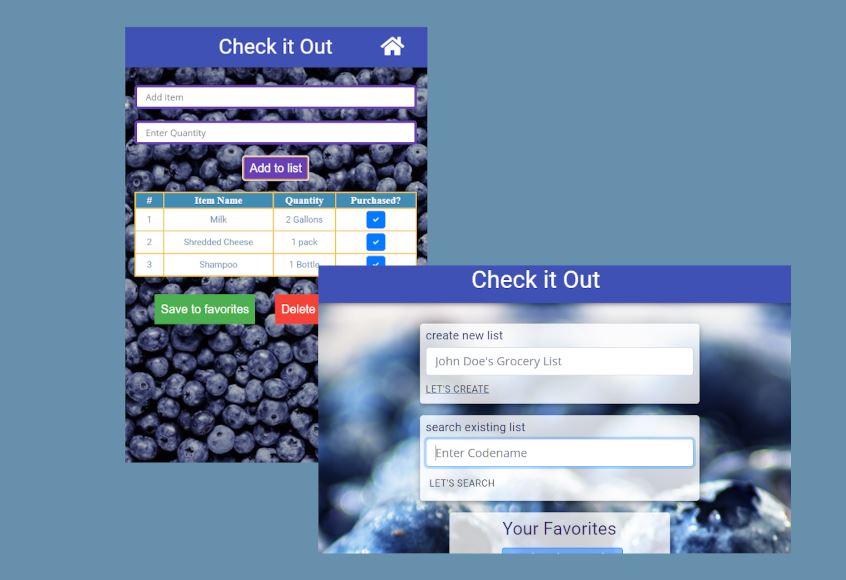 Check it Out
Add Item
Enter Quantity
Add to list
# Item Name Quantity Purchased?
1 Milk 2 Gallons
2 Shredded Cheese 1 pack
3 Shampoo 1 Bottle
Save to favorites Delete
Check it Out
create new list
John Doe's Grocery List
LET'S CREATE
search existing list
Enter Codename
LET'S SEARCH
Your Favorites